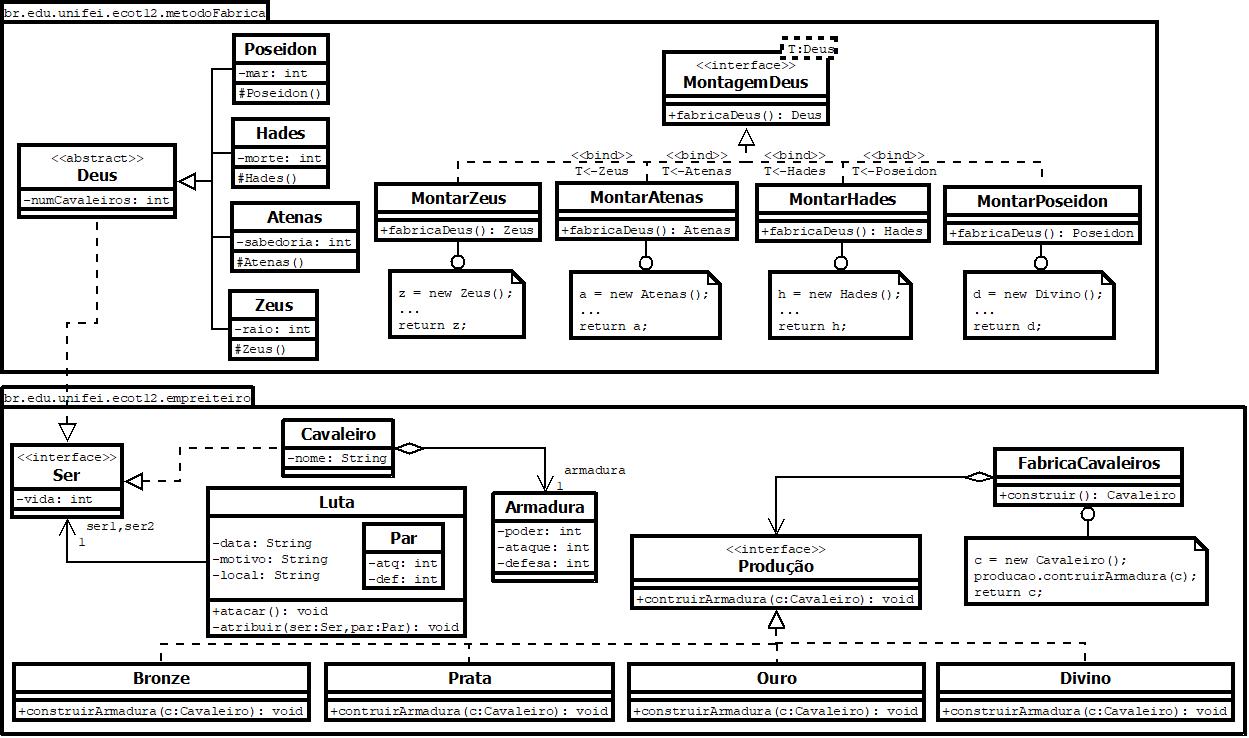 br.edu.unifei.ecot12.metodoFabrica
Poseidon
-mar: int
#Poseidon()
Hades
-morte: int
#Hades()
<<abstract>>
Deus
-numCavaleiros: int
Atenas
-sabedoria: int
#Atenas()
Zeus
-raio: int
#Zeus()
T:Deus
<<interface>>
MontagemDeus
+fabricaDeus(): Deus
<<bind>>
T<-Zeus
<<bind>>
T<-Atenas
<<bind>>
T<-Hades
<<bind>>
T<-Poseidon
MontarZeus
+fabricaDeus(): Zeus
MontarAtenas
+fabricaDeus(): Atenas
MontarHades
+fabricaDeus(): Hades
MontarPoseidon
+fabricaDeus(): Poseidon
z = new Zeus();
...
return z;
a = new Atenas();
...
return a;
h = new Hades();
...
return h;
d = new Divino();
...
return d;
br.edu.unifei.ecot12.empreiteiro
<<interface>>
Ser
-vida: int
Cavaleiro
-nome: String
armadura
1
ser1,ser2
1
Luta
-data: String
-motivo: String
-local: String
Par
-atq: int
-def: int
+atacar(): void
-atribuir(ser:Ser,par:Par): void
Armadura
-poder: int
-ataque: int
-defesa: int
<<interface>>
Produção
+contruirArmadura(c:Cavaleiro): void
FabricaCavaleiros
+construir(): Cavaleiro
c = new Cavaleiro();
producao.contruirArmadura(c);
return c;
Bronze
+construirArmadura(c:Cavaleiro): void
Prata
+contruirArmadura(c:Cavaleiro): void
Ouro
+construirArmadura(c:Cavaleiro): void
Divino
+construirArmadura(c:Cavaleiro): void